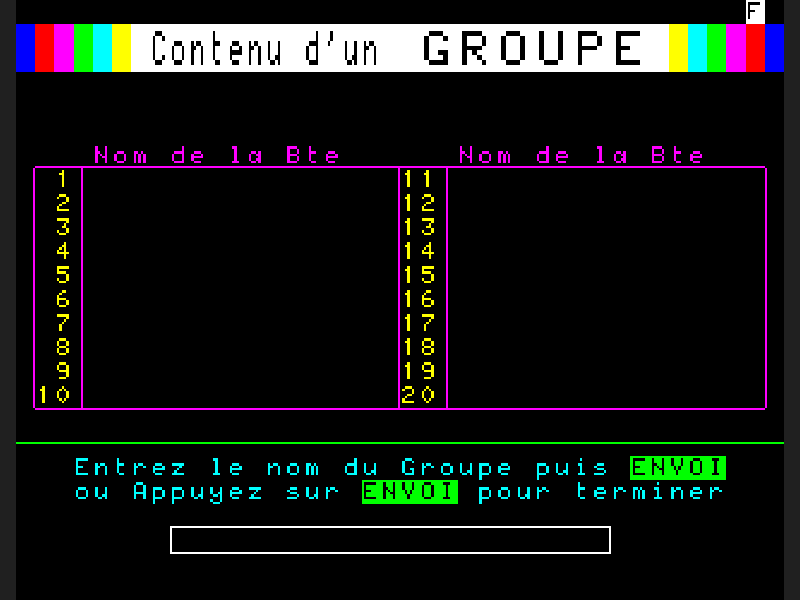 F
Contenu d'un GROUPE
Nom de la Bte Nom de la Bte
1 11
2 12
3 13
4 14
5 15
6 16
7 17
8 18
9 19
10 20
Entrez le nom du Groupe puis ENVOI
ou Appuyez sur ENVOI pour terminer